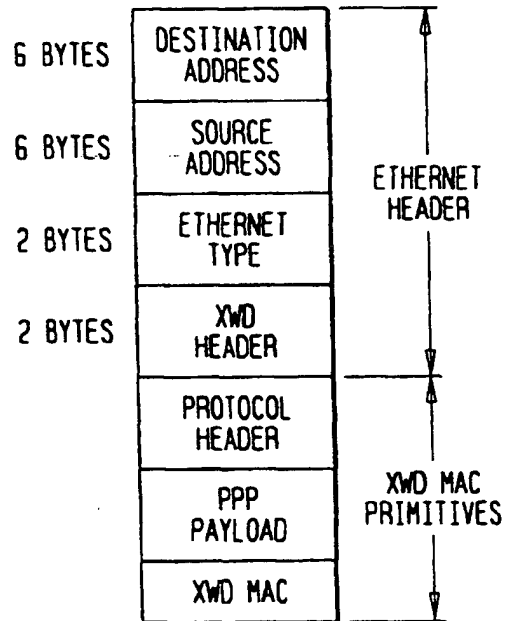 6 BYTES
DESTINATION
ADDRESS
6 BYTES
SOURCE
ADDRESS
2 BYTES
ETHERNET
TYPE
2 BYTES
XWD
HEADER
ETHERNET
HEADER
PROTOCOL
HEADER
PPP
PAYLOAD
XWD MAC
XWD MAC
PRIMITIVES